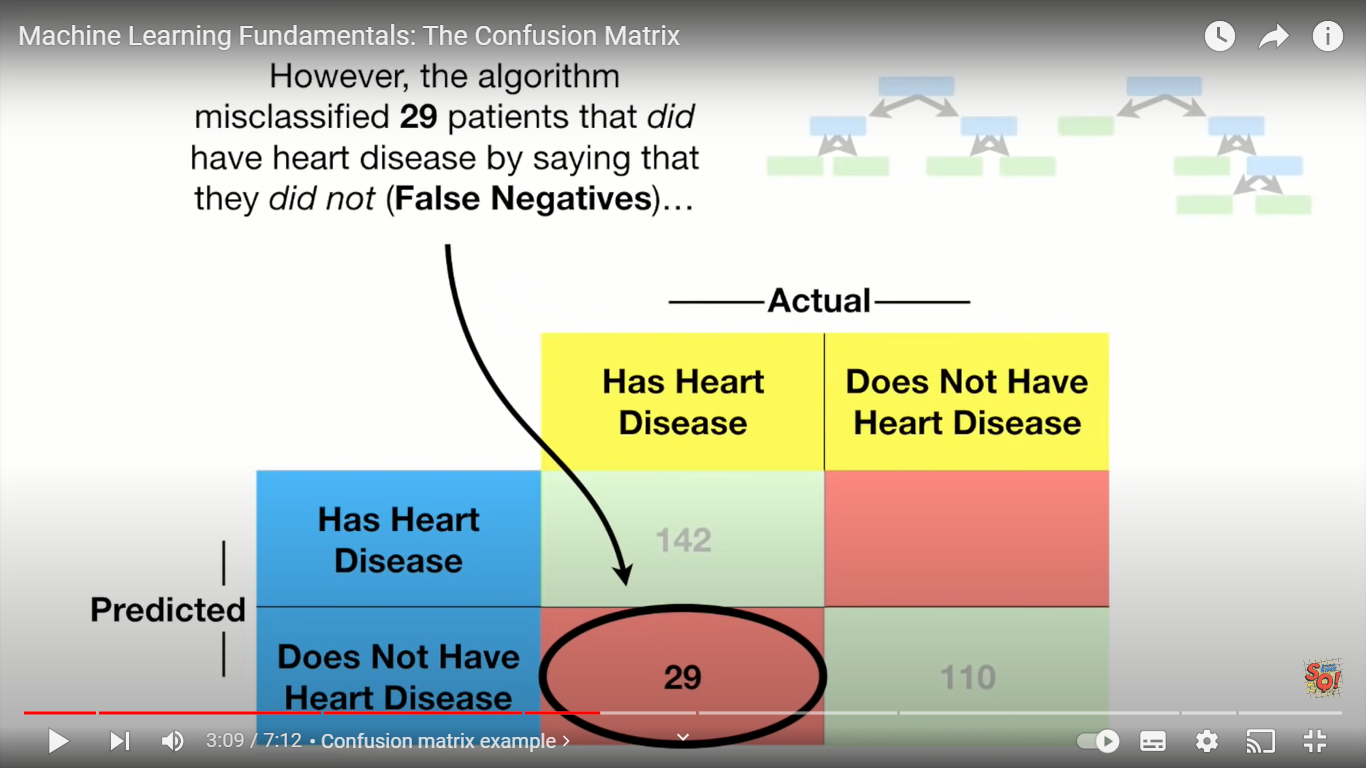 Machine Learning Fundamentals: The Confusion Matrix
However, the algorithm
misclassified 29 patients that did
have heart disease by saying that
they did not (False Negatives)...
Actual
Has Heart
Disease
Does Not Have
Heart Disease
Has Heart
Disease
142
Predicted
Does Not Have
Heart Disease
29
110
SQ!
3:09 / 7:12 • Confusion matrix example ›